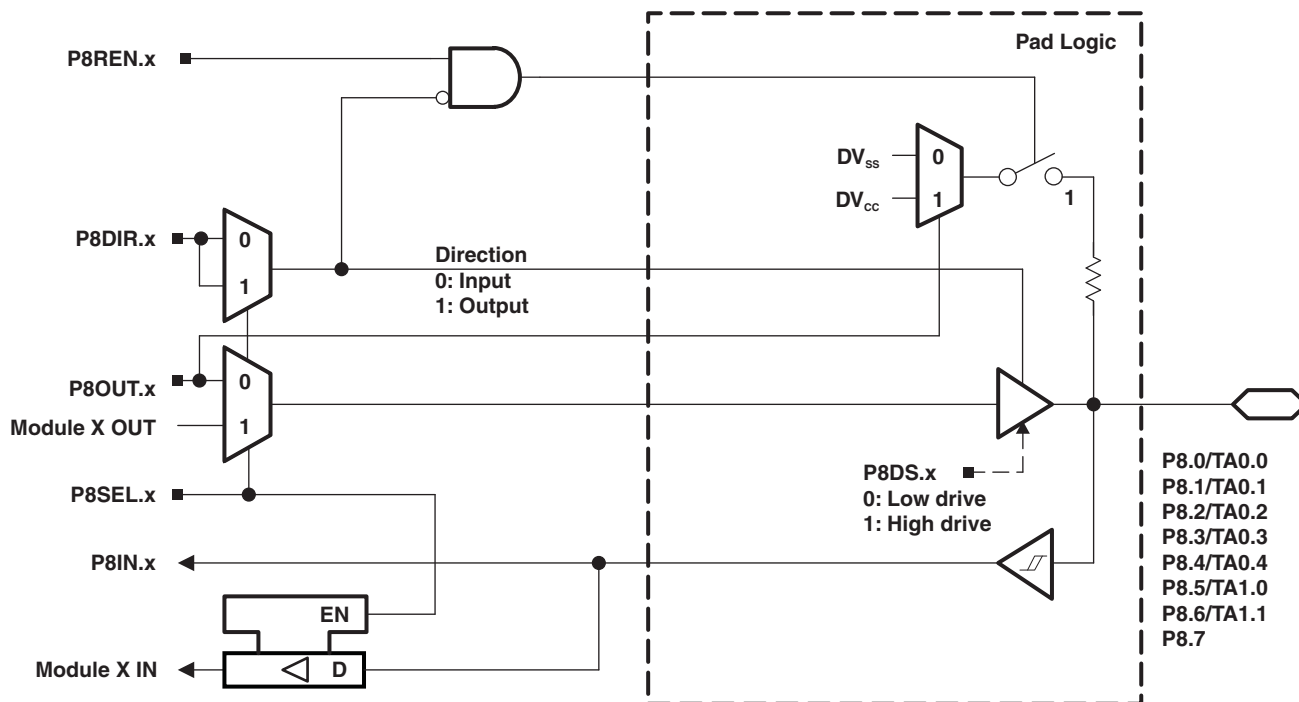 Pad Logic
P8REN.x
DVSS
0
DVCC
1
1
P8DIR.x
0
1
Direction
0: Input
1: Output
P8OUT.x
0
Module X OUT
1
P8DS.x
0: Low drive
1: High drive
P8SEL.x
P8IN.x
EN
Module X IN
D
P8.0/TA0.0
P8.1/TA0.1
P8.2/TA0.2
P8.3/TA0.3
P8.4/TA0.4
P8.5/TA1.0
P8.6/TA1.1
P8.7